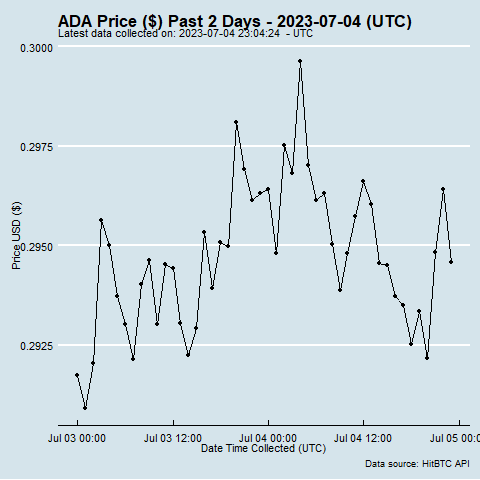 ADA Price ($) Past 2 Days - 2023-07-04 (UTC)
Latest data collected on: 2023-07-04 23:04:24  - UTC
0.3000
0.2975
0.2950
0.2925
Price USD ($)
Jul 03 00:00
Jul 03 12:00
Jul 04 00:00
Jul 04 12:00
Jul 05 00:00
Date Time Collected (UTC)
Data source: HitBTC API